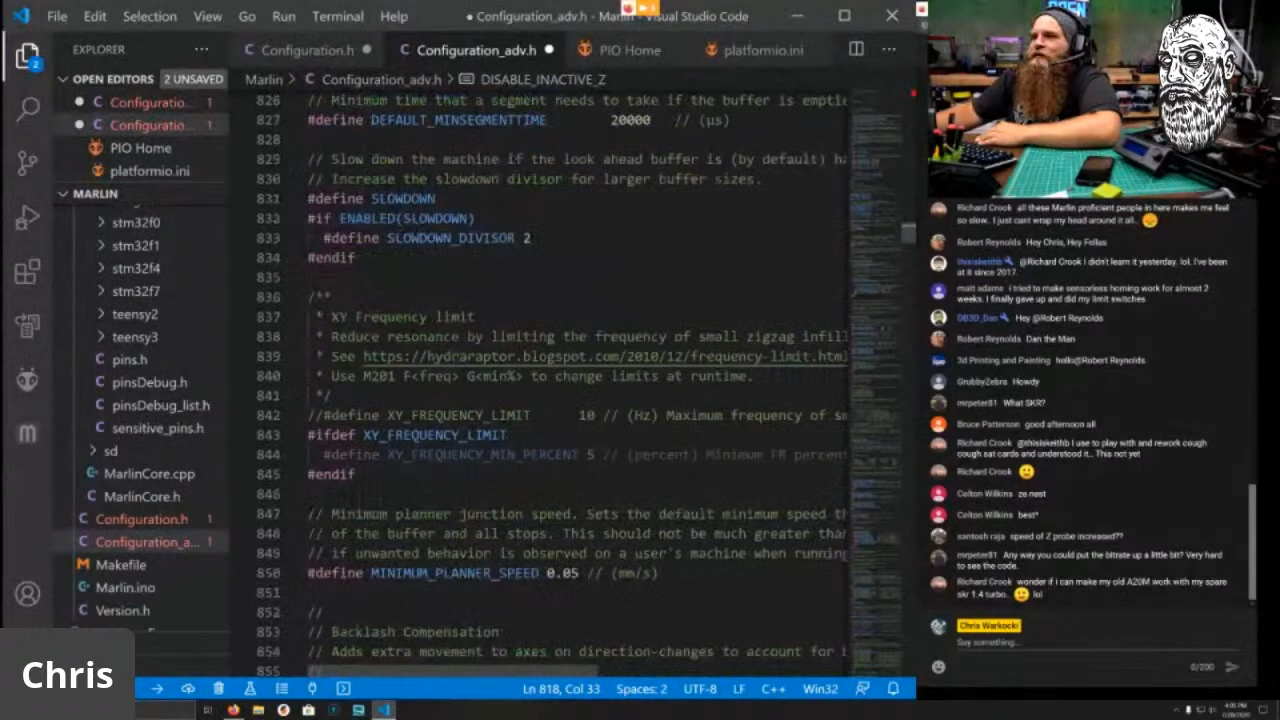 File Edit Selection View Go Run Terminal Help
Configuration_adv.h - Marlin - Visual Studio Code
EXPLORER
Configuration.h
Configuration_adv.h
PIO Home
platformio.ini
OPEN EDITORS 2 UNSAVED
Configuratio... 1
Configuratio... 1
PIO Home
platformio.ini
MARLIN
stm32f0
stm32f1
stm32f4
stm32f7
teensy2
teensy3
pins.h
pinsDebug.h
pinsDebug_list.h
sensitive_pins.h
sd
MarlinCore.cpp
MarlinCore.h
Configuration.h 1
Configuration_a... 1
Makefile
Marlin.ino
Version.h
Marlin > Configuration_adv.h > DISABLE_INACTIVE_Z
826 // Minimum time that a segment needs to take if the buffer is emptie
827 #define DEFAULT_MINSEGMENTTIME 20000 // (µs)
828
829 // Slow down the machine if the look ahead buffer is (by default) ha
830 // Increase the slowdown divisor for larger buffer sizes.
831 #define SLOWDOWN
832 #if ENABLED(SLOWDOWN)
833 #define SLOWDOWN_DIVISOR 2
834 #endif
835
836 /**
837 * XY Frequency limit
838 * Reduce resonance by limiting the frequency of small zigzag infill
839 * See https://hydraraptor.blogspot.com/2010/12/frequency-limit.html
840 * Use M201 F<freq> G<min%> to change limits at runtime.
841 */
842 //#define XY_FREQUENCY_LIMIT 10 // (Hz) Maximum frequency of sm
843 #ifdef XY_FREQUENCY_LIMIT
844 #define XY_FREQUENCY_MIN_PERCENT 5 // (percent) Minimum FR percent
845 #endif
846
847 // Minimum planner junction speed. Sets the default minimum speed th
848 // of the buffer and all stops. This should not be much greater than
849 // if unwanted behavior is observed on a user's machine when running
850 #define MINIMUM_PLANNER_SPEED 0.05 // (mm/s)
851
852 //
853 // Backlash Compensation
854 // Adds extra movement to axes on direction-changes to account for b
855
Ln 818, Col 33 Spaces: 2 UTF-8 LF C++ Win32
Chris
OPEN
Richard Crook all these Marlin proficient people in here makes me feel
so slow.. I just cant wrap my head around it all..
Robert Reynolds Hey Chris, Hey Fellas
thisiskeithb @Richard Crook I didn't learn it yesterday. lol. I've been
at it since 2017.
matt adams i tried to make sensorless homing work for almost 2
weeks. I finally gave up and did my limit switches
DB3D_Dan Hey @Robert Reynolds
Robert Reynolds Dan the Man
3d Printing and Painting hello@Robert Reynolds
GrubbyZebra Howdy
mrpeter81 What SKR?
Bruce Patterson good afternoon all
Richard Crook @thisiskeithb I use to play with and rework cough
cough sat cards and understood it.. This not yet
Richard Crook
Colton Wilkins ze nest
Colton Wilkins best*
santosh raja speed of Z probe increased??
mrpeter81 Any way you could put the bitrate up a little bit? Very hard
to see the code.
Richard Crook wonder if i can make my old A20M work with my spare
skr 1.4 turbo.. lol
Chris Warkocki
Say something...
0/200